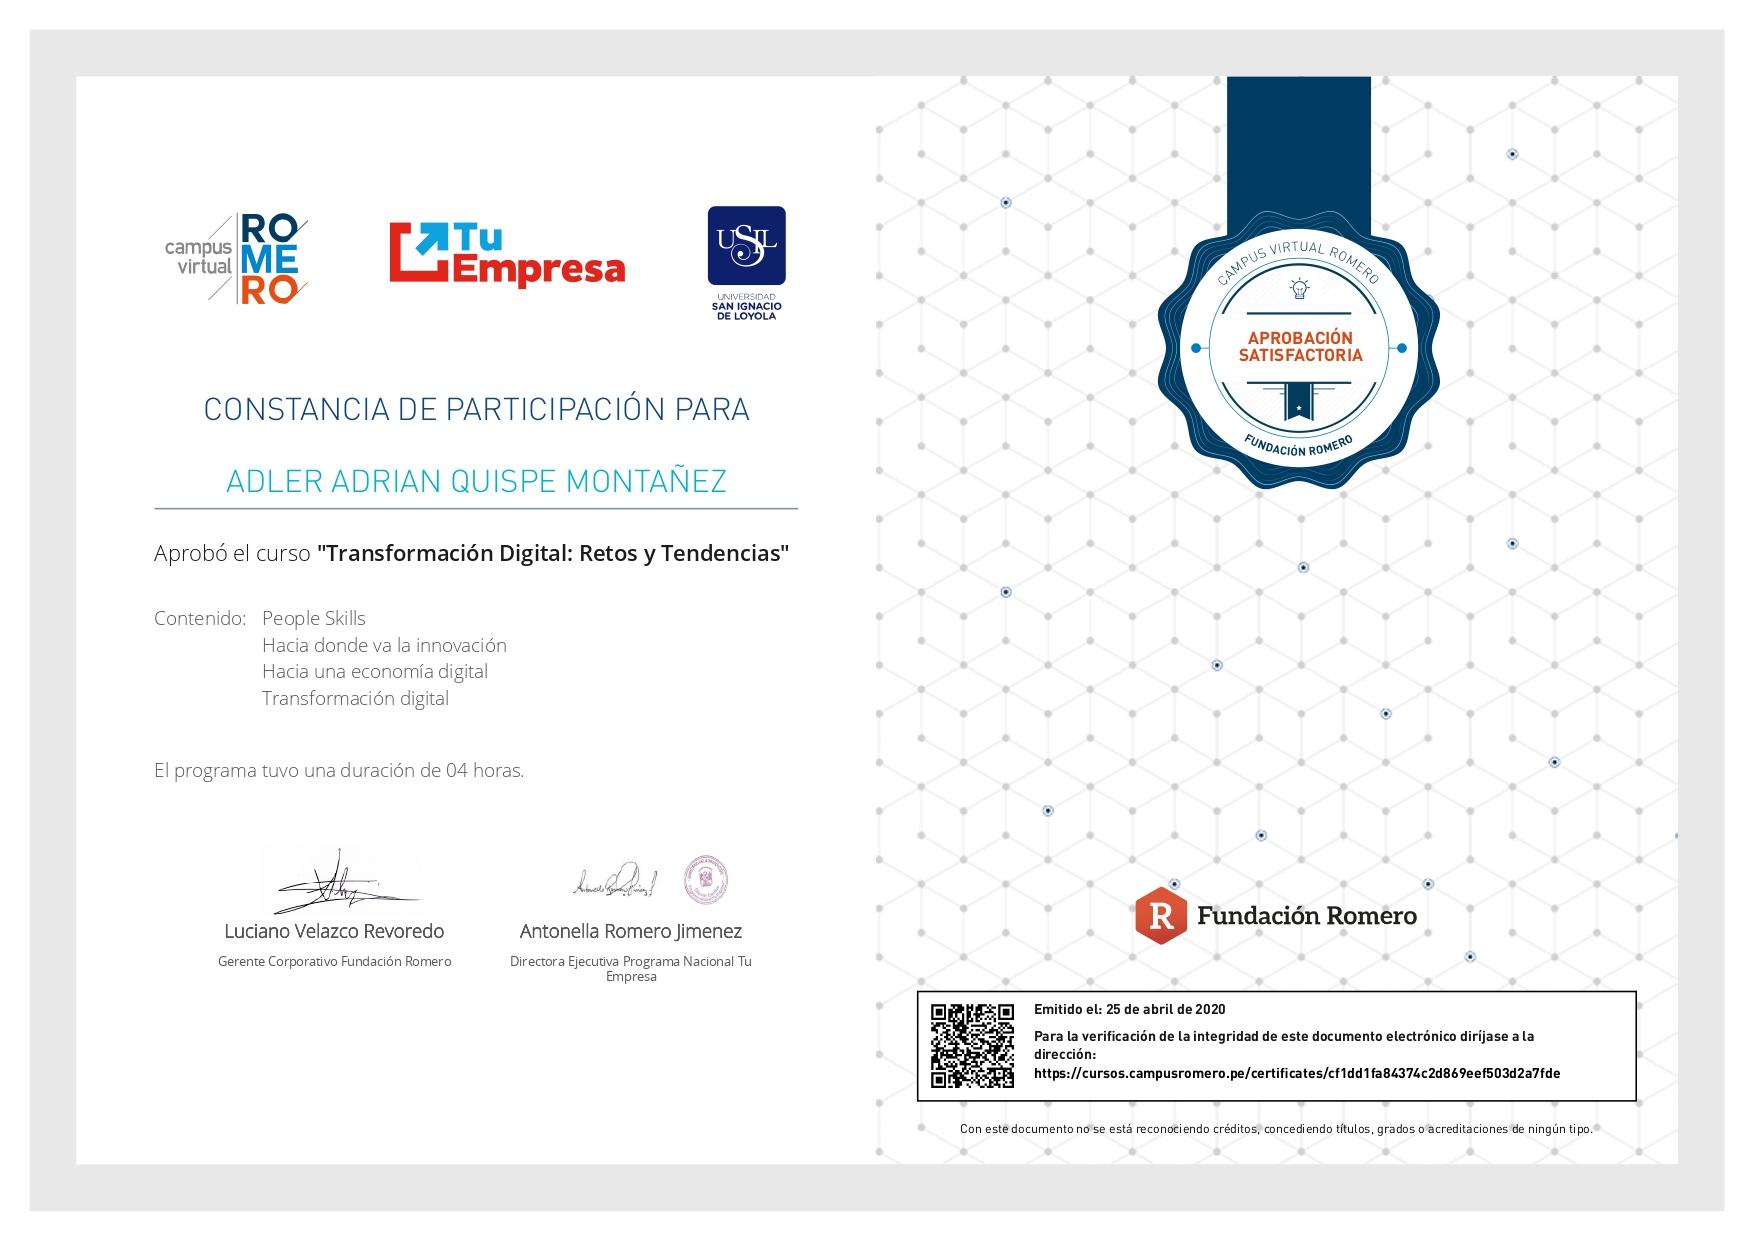 campus
virtual
RO
ME
RO
Tu
Empresa
USIL
UNIVERSIDAD
SAN IGNACIO
DE LOYOLA
CONSTANCIA DE PARTICIPACIÓN PARA
ADLER ADRIAN QUISPE MONTAÑEZ
Aprobó el curso "Transformación Digital: Retos y Tendencias"
Contenido: People Skills
Hacia donde va la innovación
Hacia una economía digital
Transformación digital
El programa tuvo una duración de 04 horas.
Luciano Velazco Revoredo
Gerente Corporativo Fundación Romero
Antonella Romero Jimenez
Directora Ejecutiva Programa Nacional Tu
Empresa
CAMPUS VIRTUAL ROMERO
APROBACIÓN
SATISFACTORIA
FUNDACIÓN ROMERO
R Fundación Romero
Emitido el: 25 de abril de 2020
Para la verificación de la integridad de este documento electrónico diríjase a la
dirección:
https://cursos.campusromero.pe/certificates/cf1dd1fa84374c2d869eef503d2a7fde
Con este documento no se está reconociendo créditos, concediendo títulos, grados o acreditaciones de ningún tipo.